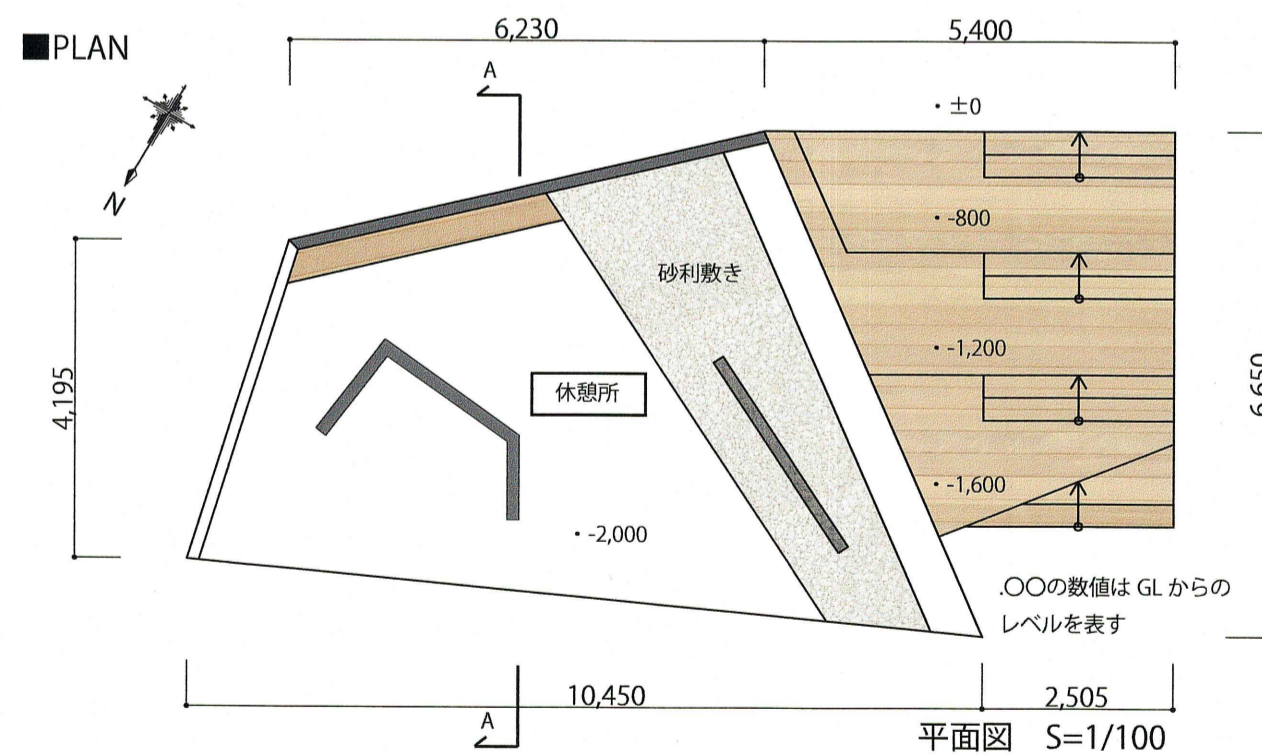 ■PLAN
6,230
5,400
A
N
・±0
・-800
砂利敷き
・-1,200
休憩所
4,195
6,650
・-1,600
・-2,000
.〇〇の数値は GL からの
レベルを表す
10,450
2,505
A
平面図 S=1/100